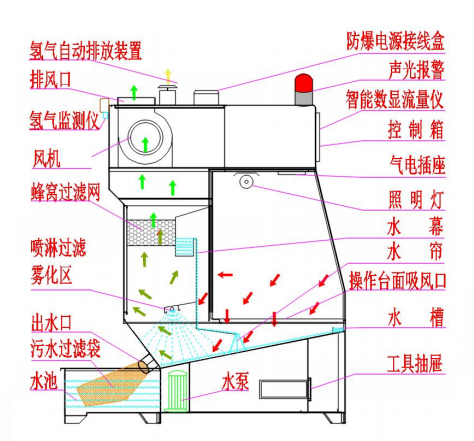 氢气自动排放装置
排风口
氢气监测仪
风机
蜂窝过滤网
喷淋过滤
雾化区
出水口
污水过滤袋
水池
防爆电源接线盒
声光报警
智能数显流量仪
控制箱
气电插座
照明灯
水幕
水帘
操作台面吸风口
水槽
工具抽屉
水泵